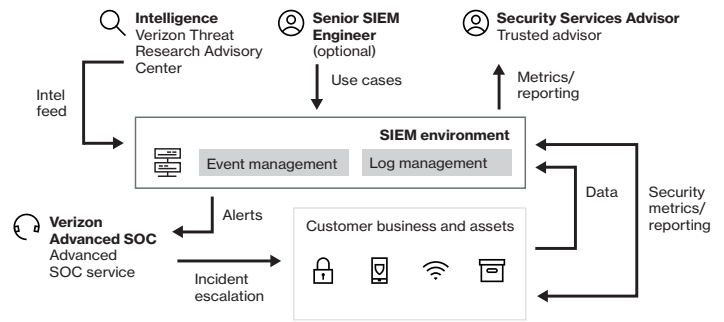 Intelligence
Verizon Threat
Research Advisory
Center
Senior SIEM
Engineer
(optional)
Security Services Advisor
Trusted advisor
Intel
feed
Use cases
Metrics/
reporting
SIEM environment
Event management
Log management
Alerts
Data
Security
metrics/
reporting
Verizon
Advanced SOC
Advanced
SOC service
Incident
escalation
Customer business and assets